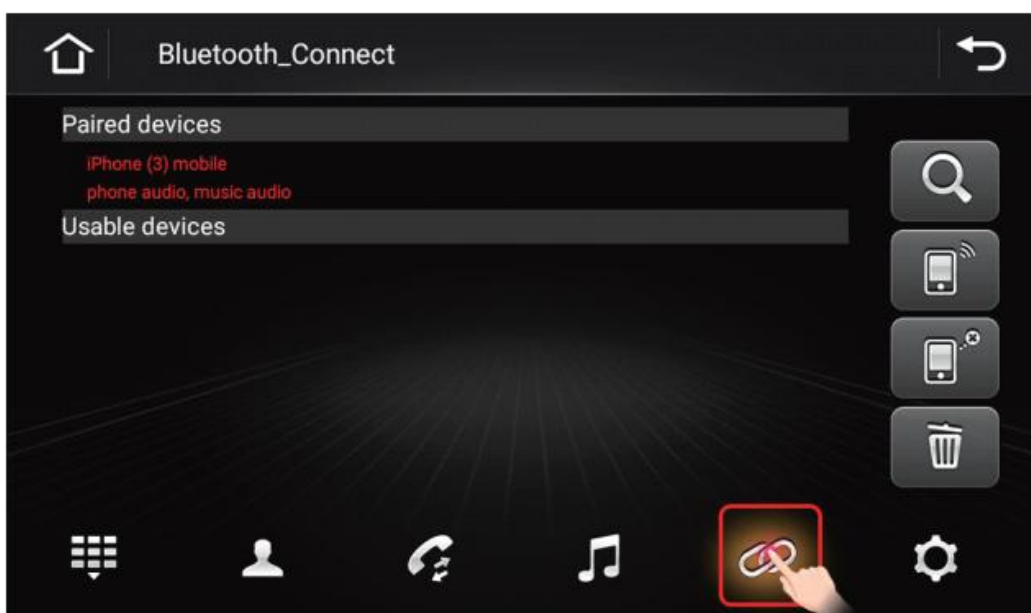 Bluetooth_Connect
Paired devices
iPhone (3) mobile
phone audio, music audio
Usable devices